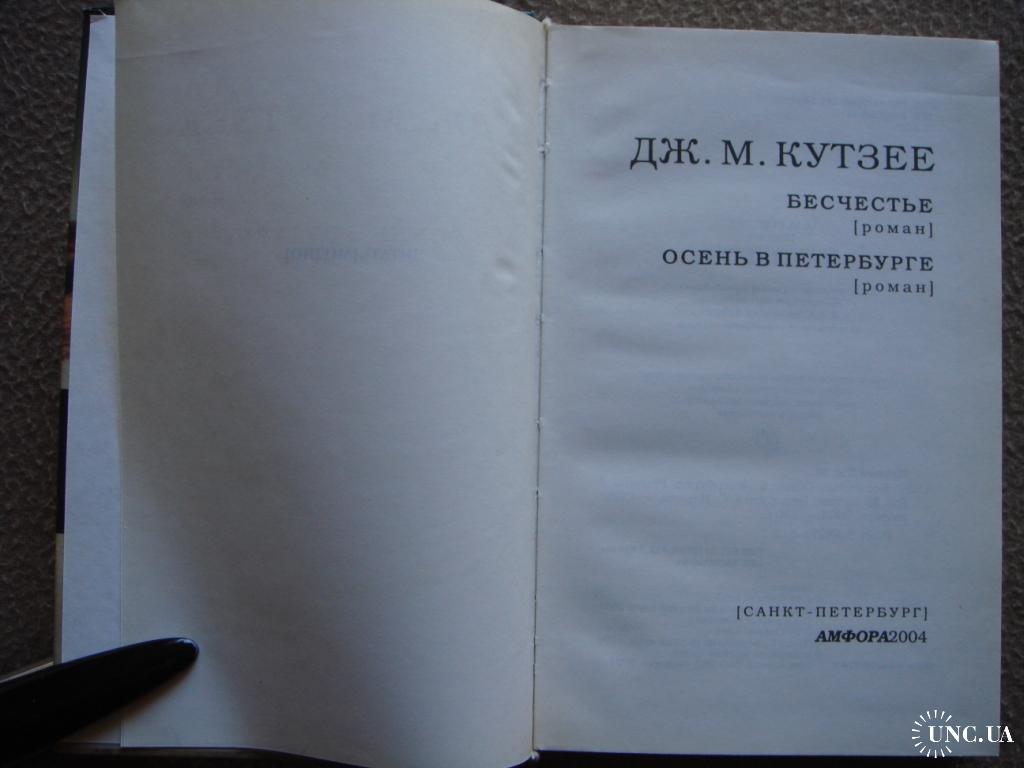 ДЖ. М. КУТЗЕЕ
БЕСЧЕСТЬЕ
[роман]
ОСЕНЬ В ПЕТЕРБУРГЕ
[роман]
[САНКТ-ПЕТЕРБУРГ]
АМФОРА2004
UNC.UA